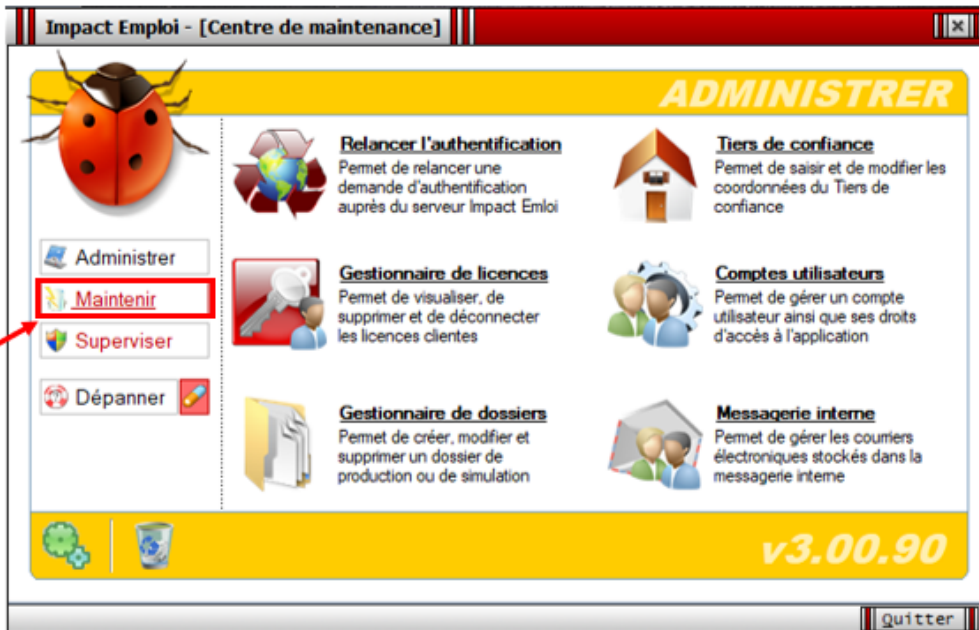 Impact Emploi - [Centre de maintenance]
ADMINISTRER
Administrer
Maintenir
Superviser
Dépanner
Relancer l'authentification
Permet de relancer une
demande d'authentification
auprès du serveur Impact Emloi
Tiers de confiance
Permet de saisir et de modifier les
coordonnées du Tiers de
confiance
Gestionnaire de licences
Permet de visualiser, de
supprimer et de déconnecter
les licences clientes
Comptes utilisateurs
Permet de gérer un compte
utilisateur ainsi que ses droits
d'accès à l'application
Gestionnaire de dossiers
Permet de créer, modifier et
supprimer un dossier de
production ou de simulation
Messagerie interne
Permet de gérer les courriers
électroniques stockés dans la
messagerie interne
v3.00.90
Quitter